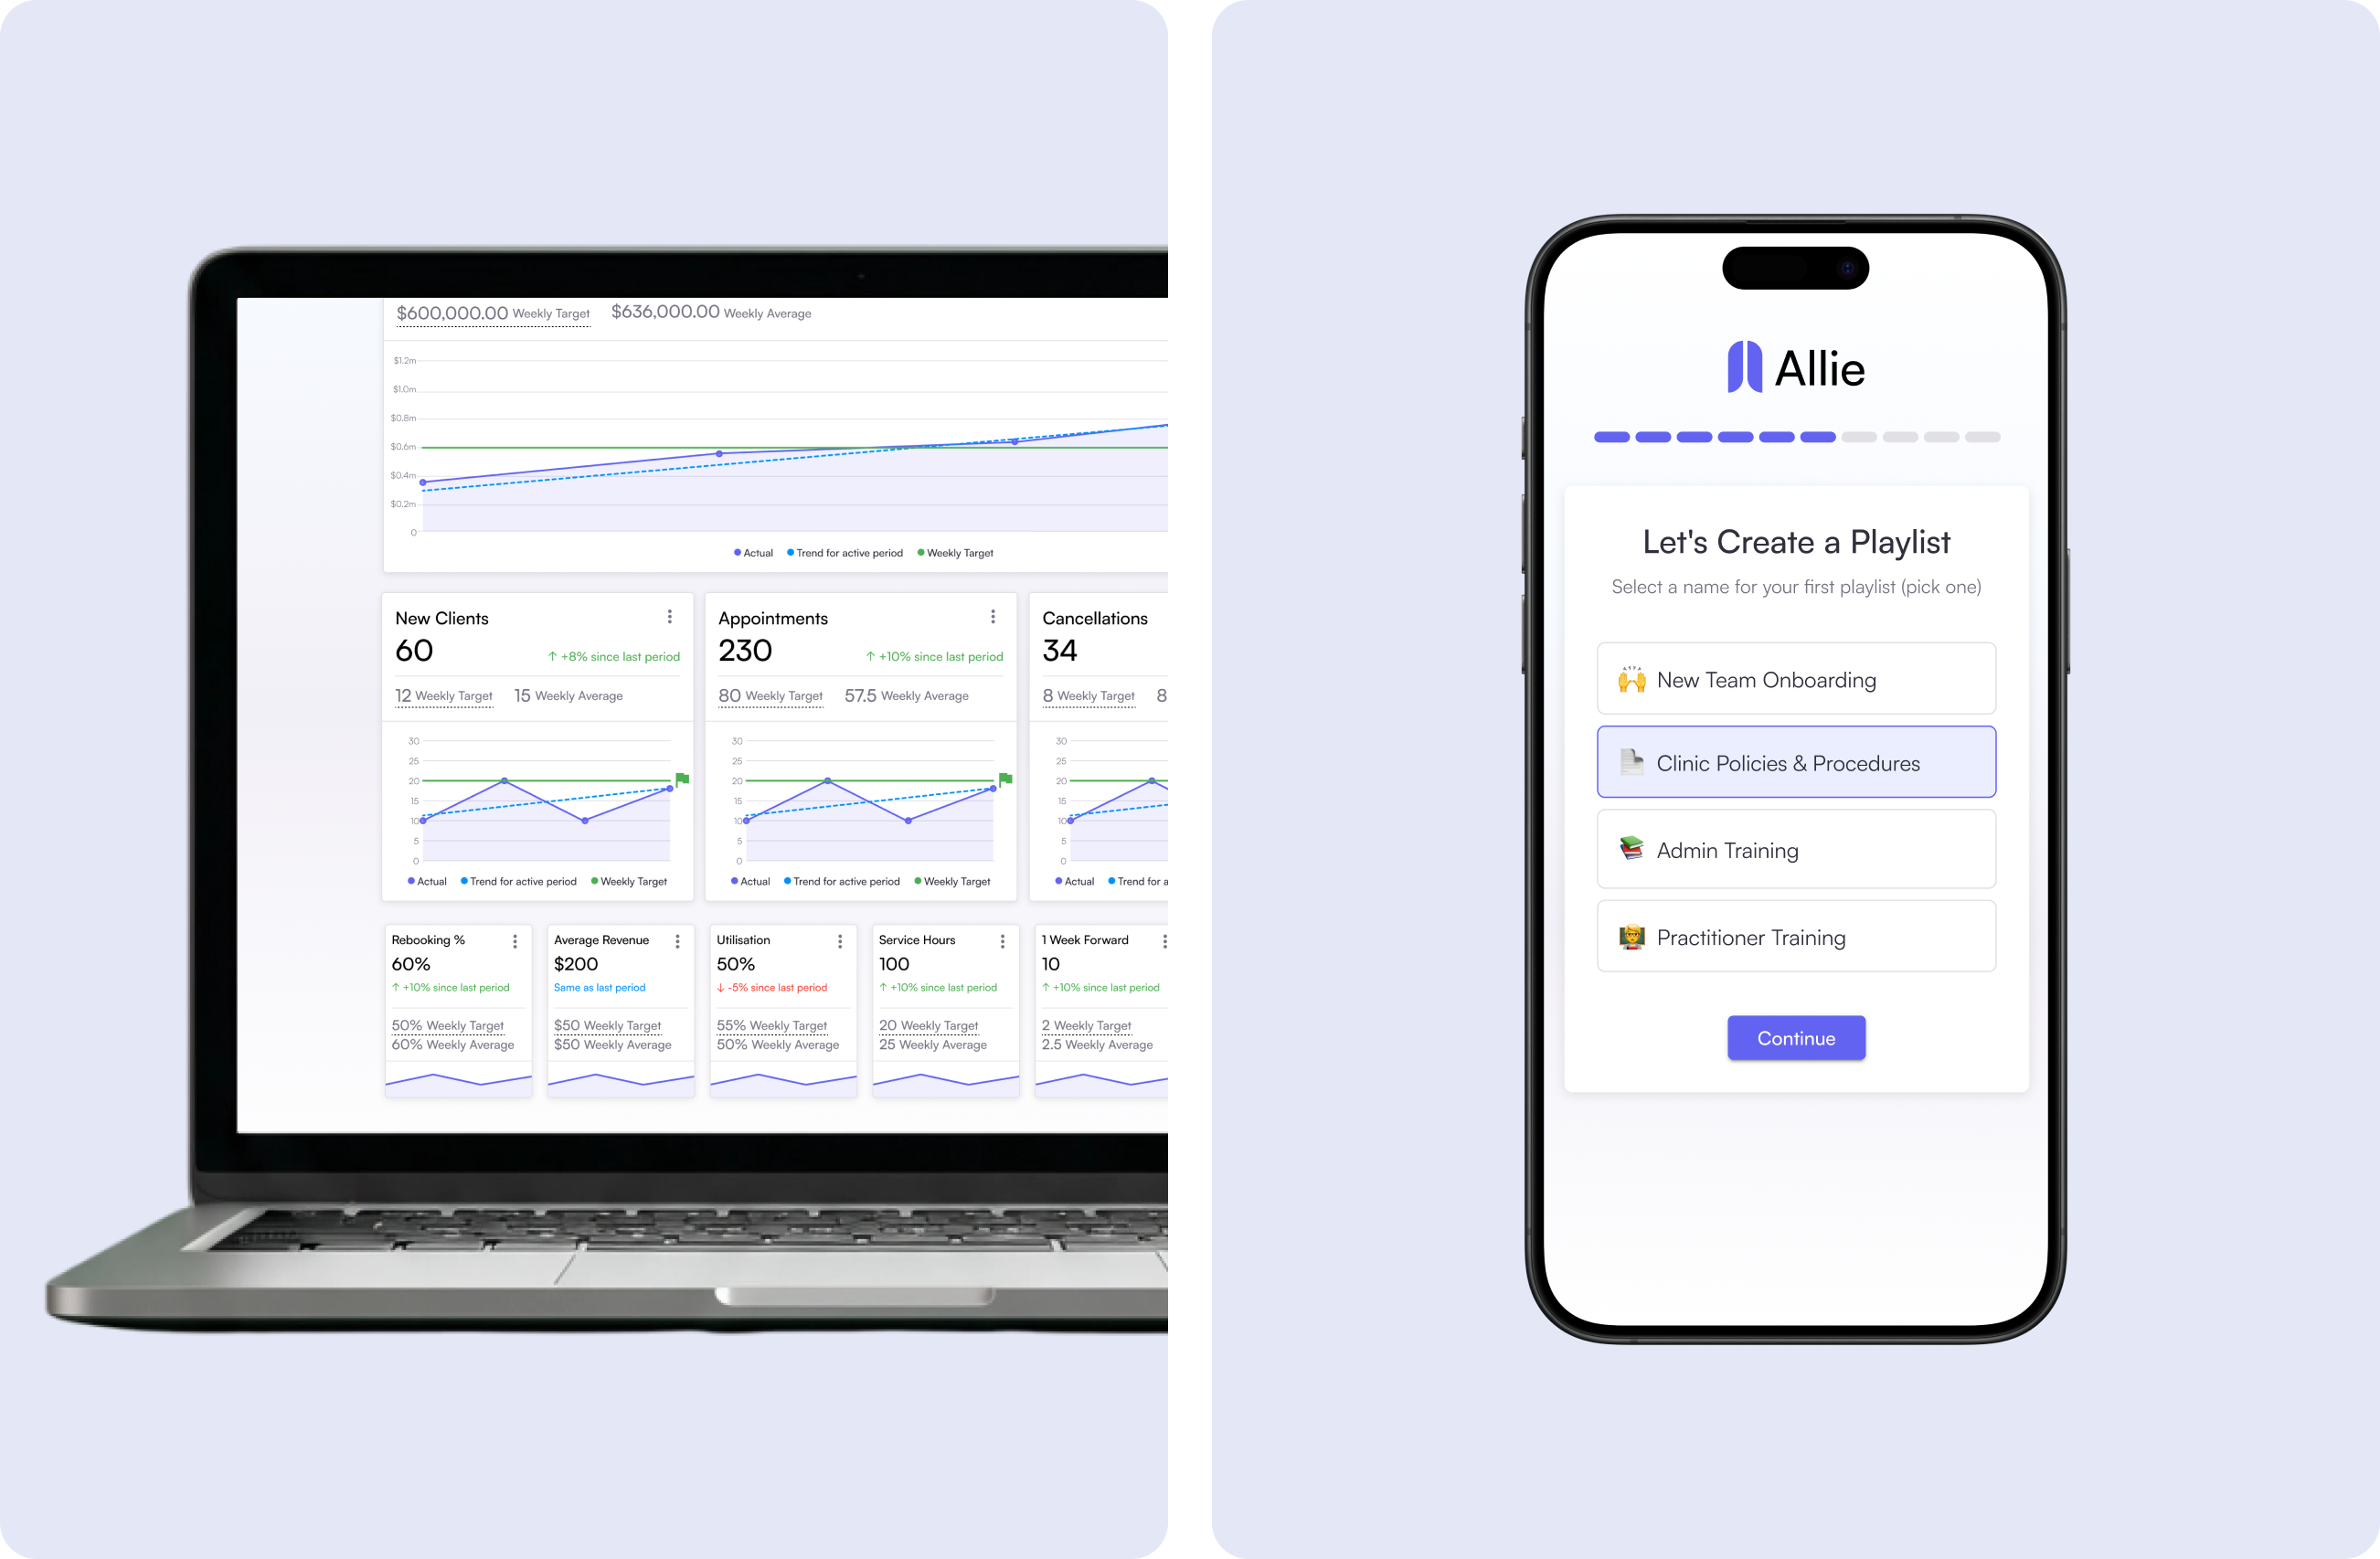 $600,000.00 Weekly Target $636,000.00 Weekly Average
$1.2m
$1.0m
$0.8m
$0.6m
$0.4m
$0.2m
0
Actual Trend for active period Weekly Target
New Clients
60
↑ +8% since last period
12 Weekly Target 15 Weekly Average
30
25
20
15
10
5
0
Actual Trend for active period Weekly Target
Appointments
230
↑ +10% since last period
80 Weekly Target 57.5 Weekly Average
30
25
20
15
10
5
0
Actual Trend for active period Weekly Target
Cancellations
34
8 Weekly Target 8
30
25
20
15
10
5
0
Actual Trend for a
Rebooking %
60%
↑ +10% since last period
50% Weekly Target
60% Weekly Average
Average Revenue
$200
Same as last period
$50 Weekly Target
$50 Weekly Average
Utilisation
50%
↓ -5% since last period
55% Weekly Target
50% Weekly Average
Service Hours
100
↑ +10% since last period
20 Weekly Target
25 Weekly Average
1 Week Forward
10
↑ +10% since last period
2 Weekly Target
2.5 Weekly Average
Allie
Let's Create a Playlist
Select a name for your first playlist (pick one)
New Team Onboarding
Clinic Policies & Procedures
Admin Training
Practitioner Training
Continue